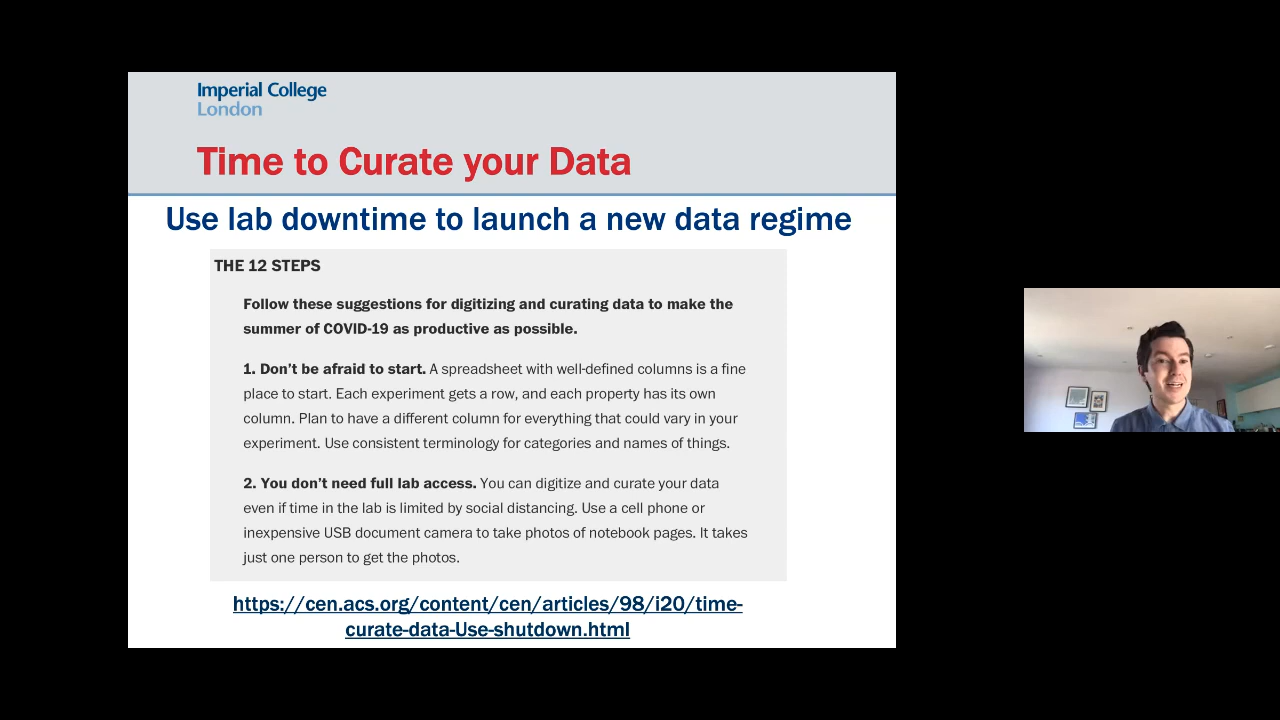 Imperial College
London
Time to Curate your Data
Use lab downtime to launch a new data regime
THE 12 STEPS
Follow these suggestions for digitizing and curating data to make the
summer of COVID-19 as productive as possible.
1. Don’t be afraid to start. A spreadsheet with well-defined columns is a fine
place to start. Each experiment gets a row, and each property has its own
column. Plan to have a different column for everything that could vary in your
experiment. Use consistent terminology for categories and names of things.
2. You don’t need full lab access. You can digitize and curate your data
even if time in the lab is limited by social distancing. Use a cell phone or
inexpensive USB document camera to take photos of notebook pages. It takes
just one person to get the photos.
https://cen.acs.org/content/cen/articles/98/i20/time-
curate-data-Use-shutdown.html